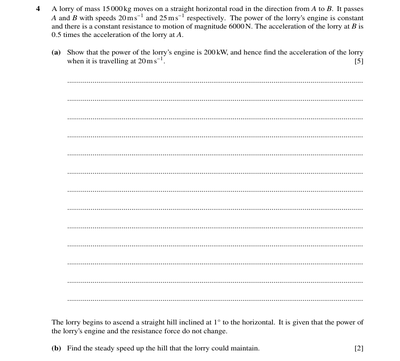 4 A lorry of mass 15 000 kg moves on a straight horizontal road in the direction from A to B. It passes
A and B with speeds 20 m s⁻¹ and 25 m s⁻¹ respectively. The power of the lorry's engine is constant
and there is a constant resistance to motion of magnitude 6000 N. The acceleration of the lorry at B is
0.5 times the acceleration of the lorry at A.
(a) Show that the power of the lorry's engine is 200 kW, and hence find the acceleration of the lorry
when it is travelling at 20 m s⁻¹. [5]
The lorry begins to ascend a straight hill inclined at 1° to the horizontal. It is given that the power of
the lorry's engine and the resistance force do not change.
(b) Find the steady speed up the hill that the lorry could maintain. [2]